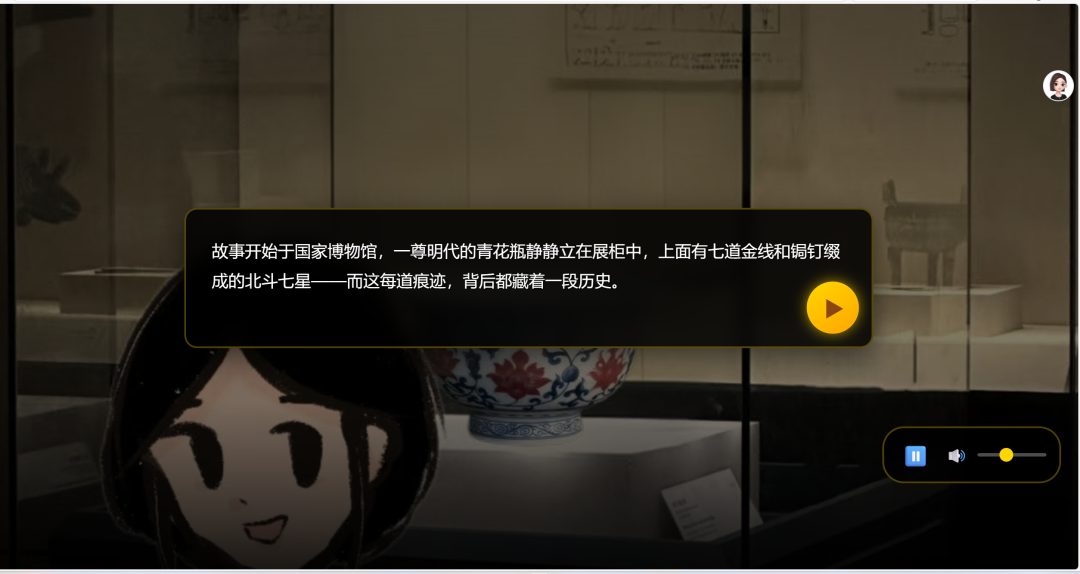 故事开始于国家博物馆，一尊明代的青花瓶静静立在展柜中，上面有七道金线和锔钉缀
成的北斗七星——而这每道痕迹，背后都藏着一段历史。